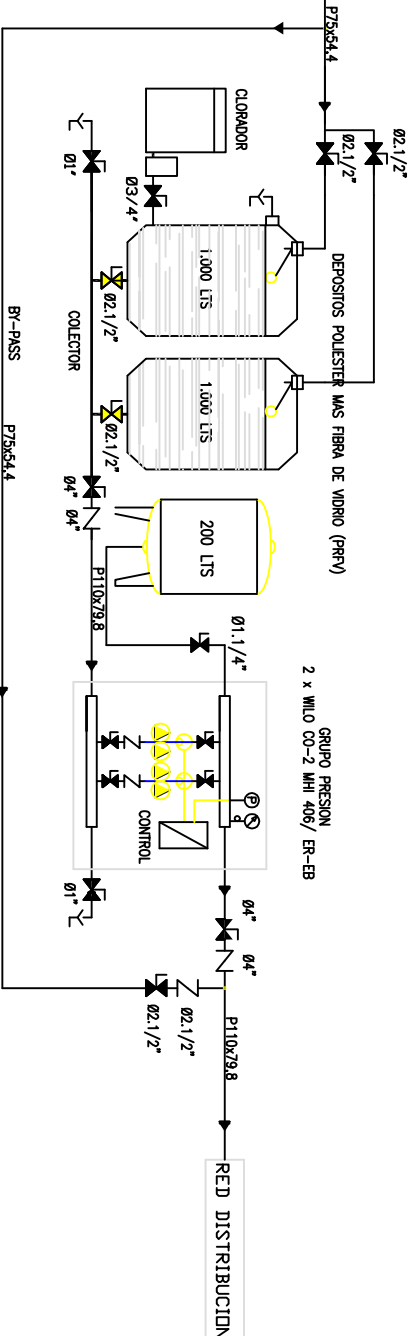 P75x54.4
Ø2.1/2"
Ø2.1/2"
CLORADOR
Ø3/4"
Ø1"
DEPOSITOS POLIESTER MAS FIBRA DE VIDRIO (PRFV)
1.000 LTS
Ø2.1/2"
COLECTOR
BY-PASS
P75x54.4
1.000 LTS
Ø2.1/2"
Ø4"
Ø4"
200 LTS
P110x79.8
Ø1.1/4"
GRUPO PRESION
2 x WILO CO-2 MHI 406/ ER-EB
P
CONTROL
Ø1"
Ø4"
Ø4"
Ø2.1/2"
Ø2.1/2"
P110x79.8
RED DISTRIBUCION